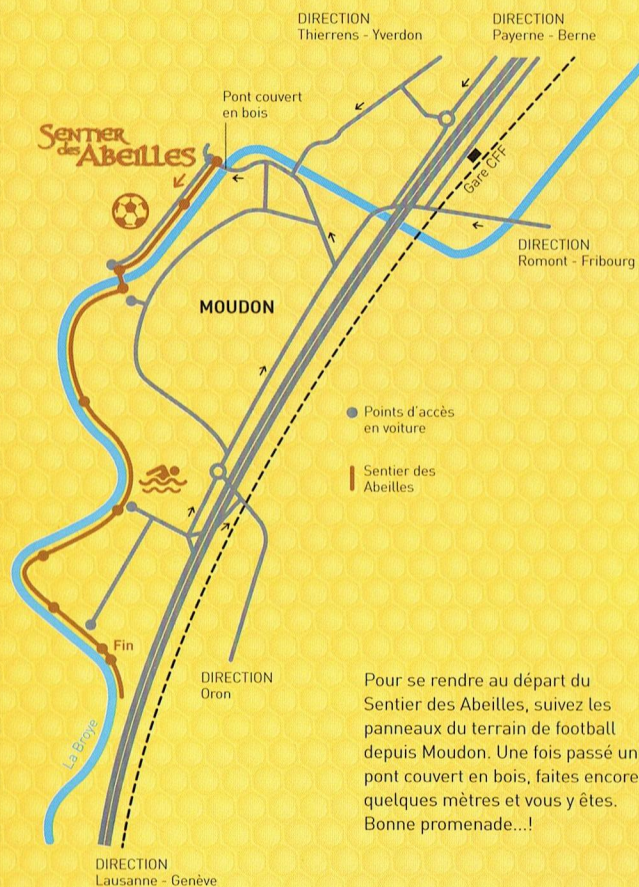 DIRECTION
Thierrens - Yverdon
DIRECTION
Payerne - Berne
Pont couvert
en bois
SENTIER
des ABEILLES
Gare CFF
DIRECTION
Romont - Fribourg
MOUDON
Points d'accès
en voiture
Sentier des
Abeilles
Fin
DIRECTION
Oron
La Broye
Pour se rendre au départ du
Sentier des Abeilles, suivez les
panneaux du terrain de football
depuis Moudon. Une fois passé un
pont couvert en bois, faites encore
quelques mètres et vous y êtes.
Bonne promenade...!
DIRECTION
Lausanne - Genève